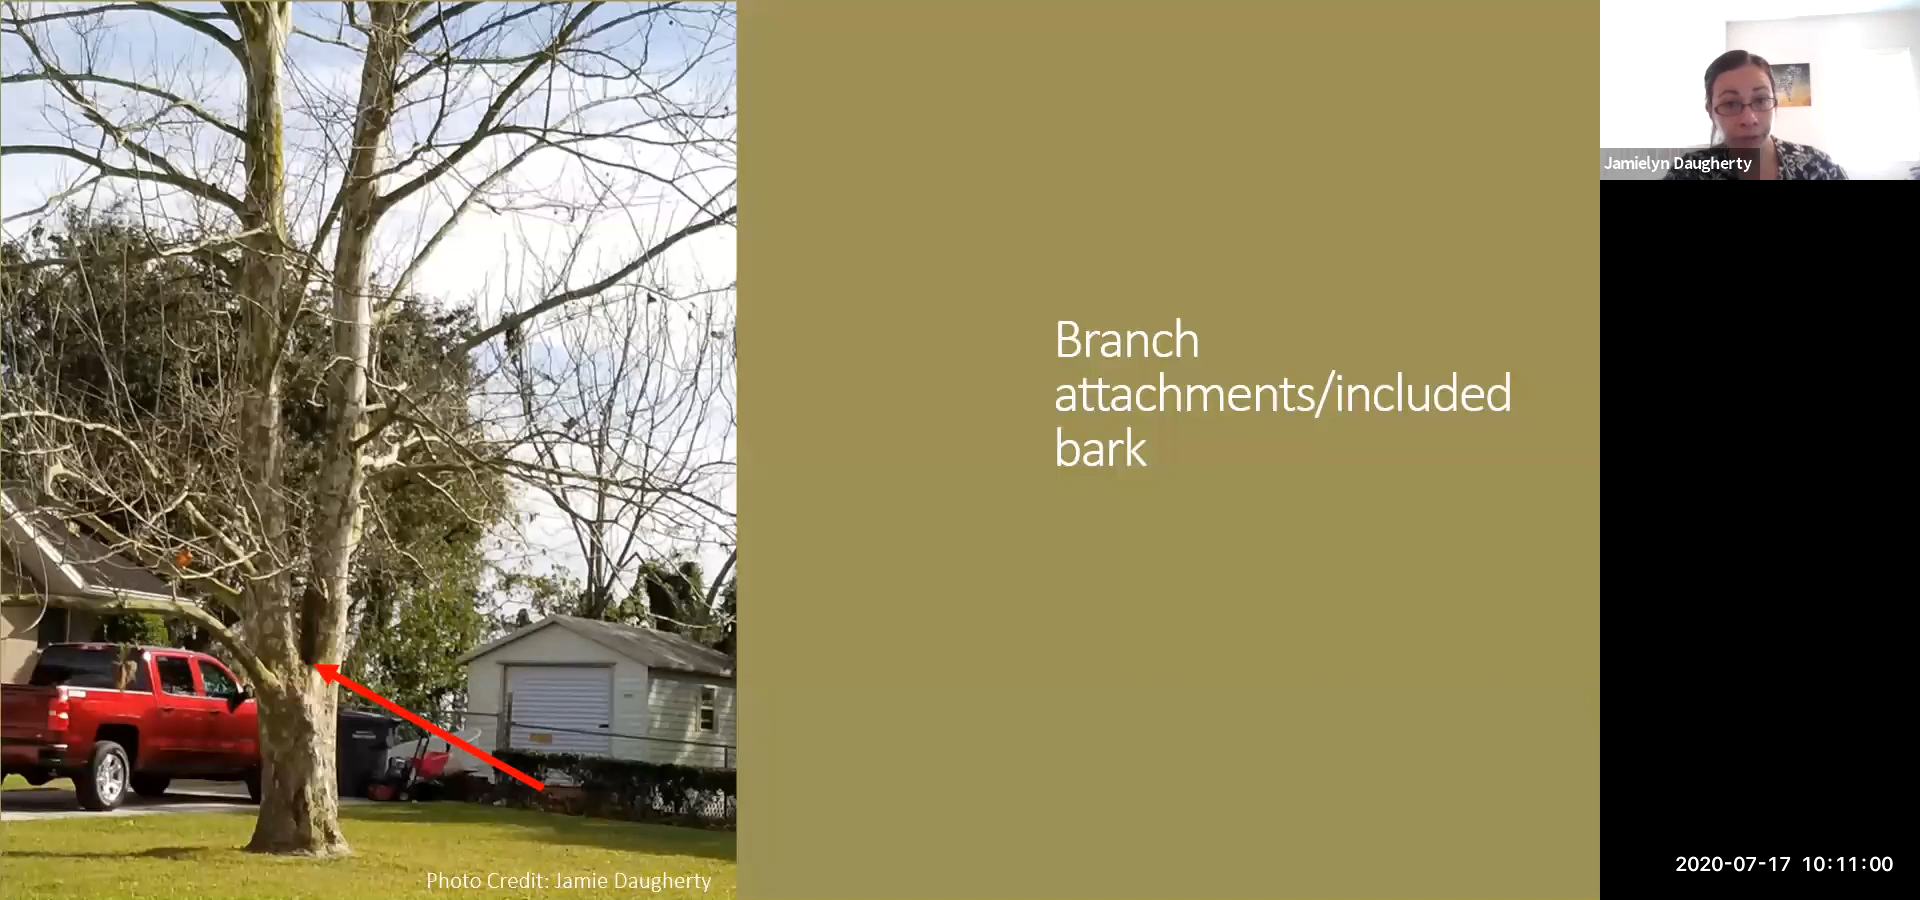 Branch
attachments/included
bark
Photo Credit: Jamie Daugherty
Jamielyn Daugherty
2020-07-17 10:11:00